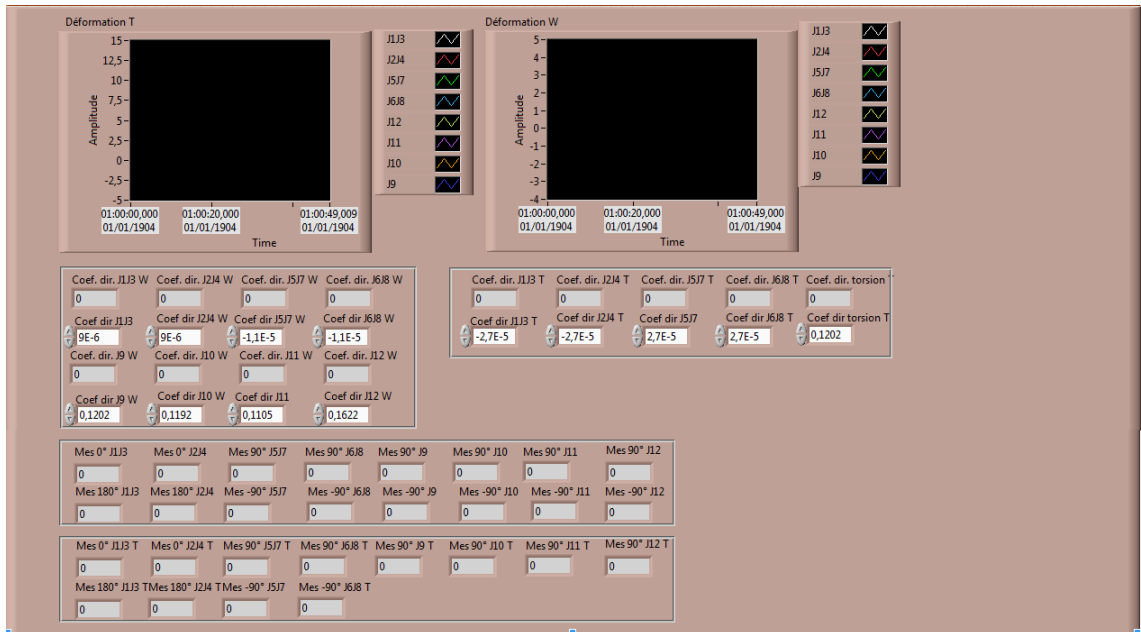 Déformation T
15
12,5
10
7,5
5
2,5
0
-2,5
-5
Amplitude
01:00:00,000 01:00:20,000 01:00:49,009
01/01/1904 01/01/1904 01/01/1904
Time
J1J3
J2J4
J5J7
J6J8
J12
J11
J10
J9
Déformation W
5
4
3
2
1
0
-1
-2
-3
-4
Amplitude
01:00:00,000 01:00:20,000 01:00:49,000
01/01/1904 01/01/1904 01/01/1904
Time
J1J3
J2J4
J5J7
J6J8
J12
J11
J10
J9
Coef. dir. J1J3 W Coef. dir. J2J4 W Coef. dir. J5J7 W Coef. dir. J6J8 W
0 0 0 0
Coef dir J1J3 Coef dir J2J4 W Coef dir J5J7 W Coef dir J6J8 W
9E-6 9E-6 -1,1E-5 -1,1E-5
Coef. dir. J9 W Coef. dir. J10 W Coef. dir. J11 W Coef. dir. J12 W
0 0 0 0
Coef dir J9 W Coef dir J10 W Coef dir J11 Coef dir J12 W
0,1202 0,1192 0,1105 0,1622
Coef. dir. J1J3 T Coef. dir. J2J4 T Coef. dir. J5J7 T Coef. dir. J6J8 T Coef. dir. torsion T
0 0 0 0 0
Coef dir J1J3 T Coef dir J2J4 T Coef dir J5J7 Coef dir J6J8 T Coef dir torsion T
-2,7E-5 -2,7E-5 2,7E-5 2,7E-5 0,1202
Mes 0° J1J3 Mes 0° J2J4 Mes 90° J5J7 Mes 90° J6J8 Mes 90° J9 Mes 90° J10 Mes 90° J11 Mes 90° J12
0 0 0 0 0 0 0 0
Mes 180° J1J3 Mes 180° J2J4 Mes -90° J5J7 Mes -90° J6J8 Mes -90° J9 Mes -90° J10 Mes -90° J11 Mes -90° J12
0 0 0 0 0 0 0 0
Mes 0° J1J3 T Mes 0° J2J4 T Mes 90° J5J7 T Mes 90° J6J8 T Mes 90° J9 T Mes 90° J10 T Mes 90° J11 T Mes 90° J12 T
0 0 0 0 0 0 0 0
Mes 180° J1J3 T Mes 180° J2J4 T Mes -90° J5J7 Mes -90° J6J8 T
0 0 0 0